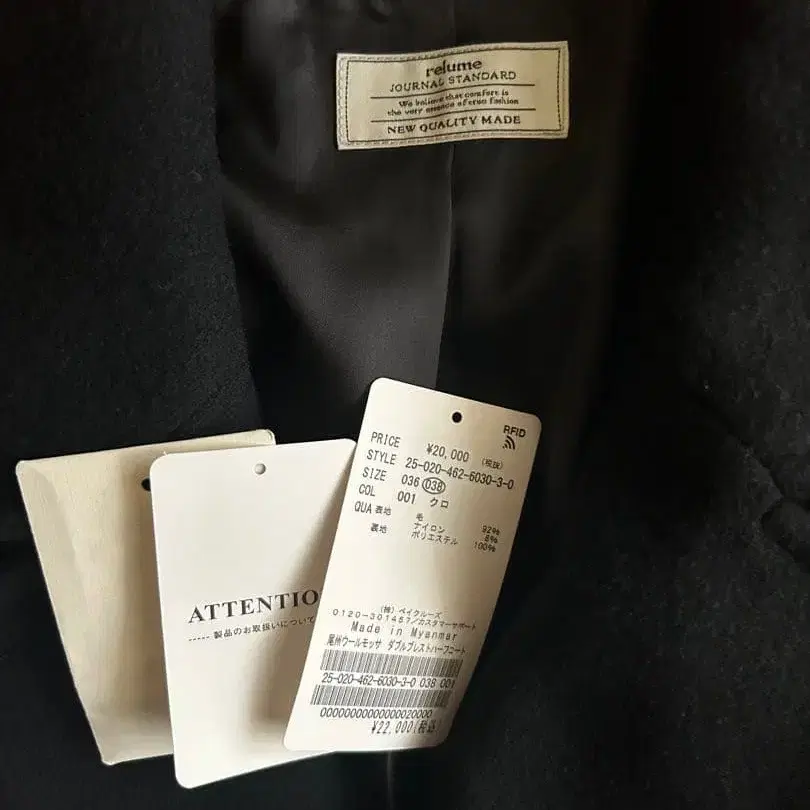 relume
JOURNAL STANDARD
We believe that comfort is
the very essence of true fashion
NEW QUALITY MADE
RFID
PRICE ¥20,000 (税抜)
STYLE 25-020-462-6030-3-0
SIZE 036 038
COL 001 クロ
QUA 表地 毛 92%
ナイロン 8%
裏地 ポリエステル 100%
(株)ベイクルーズ
0120-301457/カスタマーサポート
Made in Myanmar
尾州ウールモッサ ダブルブレストハーフコート
25-020-462-6030-3-0 038 001
0000000000000020000
¥22,000(税込)
ATTENTIO
----- 製品のお取扱いについて